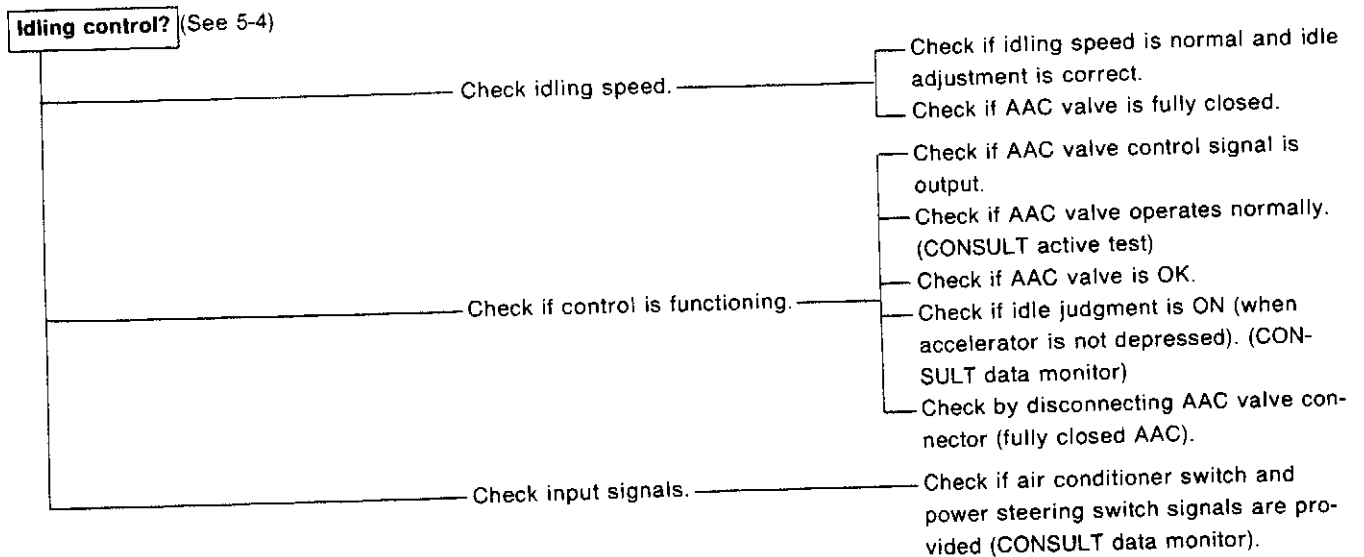 Idling control? (See 5-4)
Check idling speed.
Check if idling speed is normal and idle
adjustment is correct.
Check if AAC valve is fully closed.
Check if control is functioning.
Check if AAC valve control signal is
output.
Check if AAC valve operates normally.
(CONSULT active test)
Check if AAC valve is OK.
Check if idle judgment is ON (when
accelerator is not depressed). (CON-
SULT data monitor)
Check by disconnecting AAC valve con-
nector (fully closed AAC).
Check input signals.
Check if air conditioner switch and
power steering switch signals are pro-
vided (CONSULT data monitor).